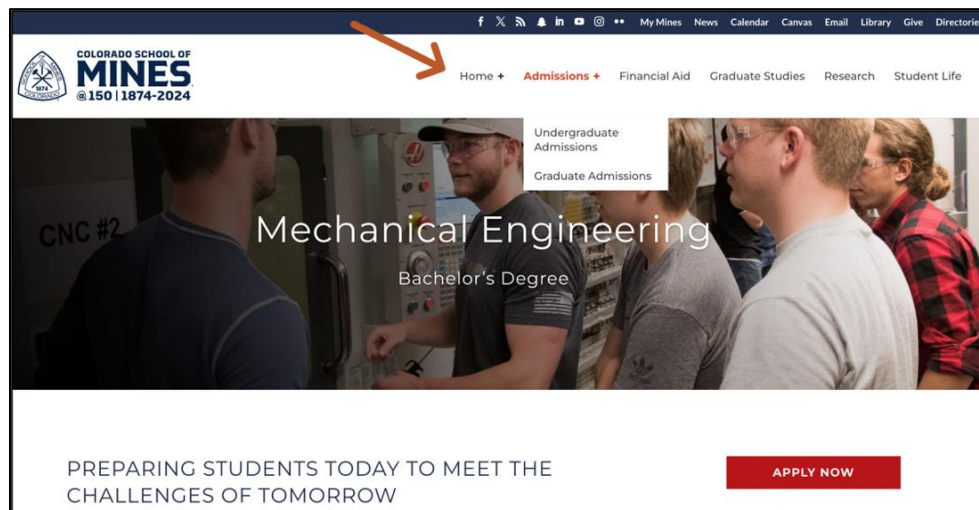 My Mines News Calendar Canvas Email Library Give Directorie
COLORADO SCHOOL OF
MINES
@150 | 1874-2024
1874
COLORADO
Home + Admissions + Financial Aid Graduate Studies Research Student Life
Undergraduate
Admissions
Graduate Admissions
CNC #2
Mechanical Engineering
Bachelor's Degree
PREPARING STUDENTS TODAY TO MEET THE
CHALLENGES OF TOMORROW
APPLY NOW